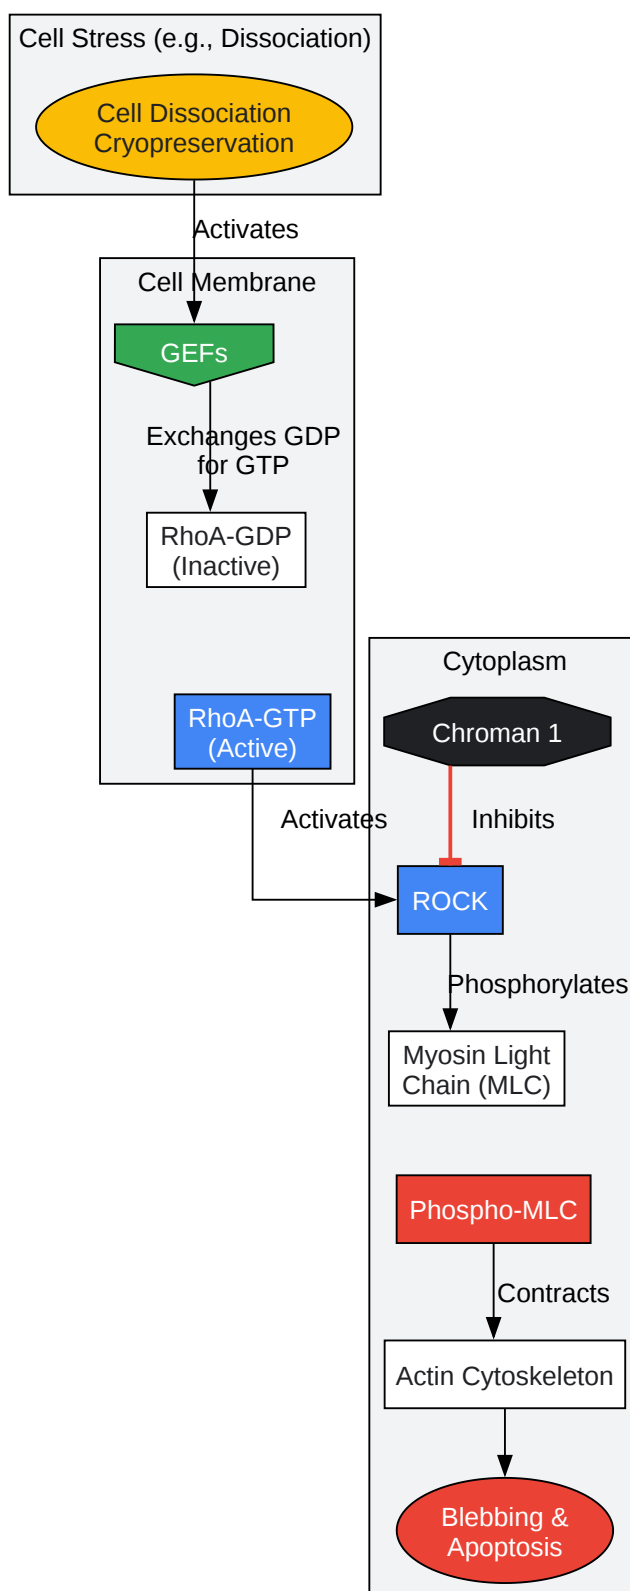 Cell Stress (e.g., Dissociation)
Cell Dissociation
Cryopreservation
Activates
Cell Membrane
GEFs
Exchanges GDP
for GTP
RhoA-GDP
(Inactive)
Cytoplasm
RhoA-GTP
(Active)
Chroman 1
Activates
Inhibits
ROCK
Phosphorylates
Myosin Light
Chain (MLC)
Phospho-MLC
Contracts
Actin Cytoskeleton
Blebbing &
Apoptosis